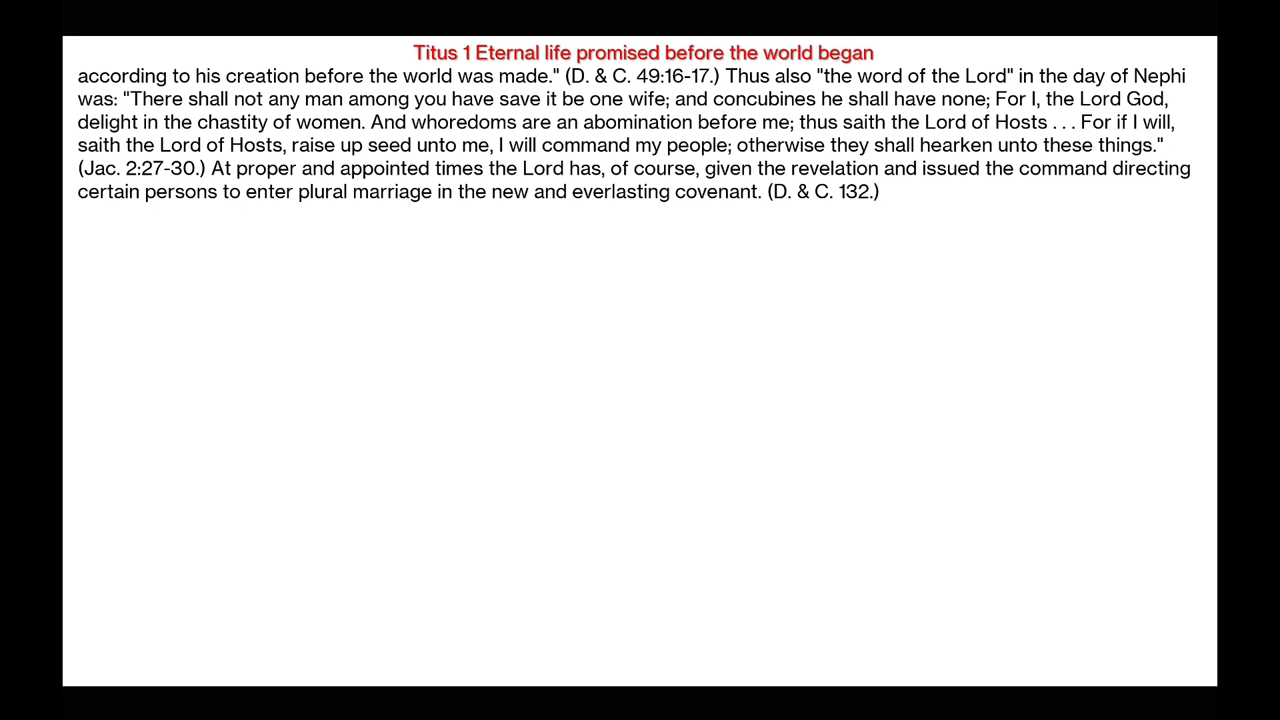 Titus 1 Eternal life promised before the world began
according to his creation before the world was made." (D. & C. 49:16-17.) Thus also "the word of the Lord" in the day of Nephi
was: "There shall not any man among you have save it be one wife; and concubines he shall have none; For I, the Lord God,
delight in the chastity of women. And whoredoms are an abomination before me; thus saith the Lord of Hosts . . . For if I will,
saith the Lord of Hosts, raise up seed unto me, I will command my people; otherwise they shall hearken unto these things."
(Jac. 2:27-30.) At proper and appointed times the Lord has, of course, given the revelation and issued the command directing
certain persons to enter plural marriage in the new and everlasting covenant. (D. & C. 132.)